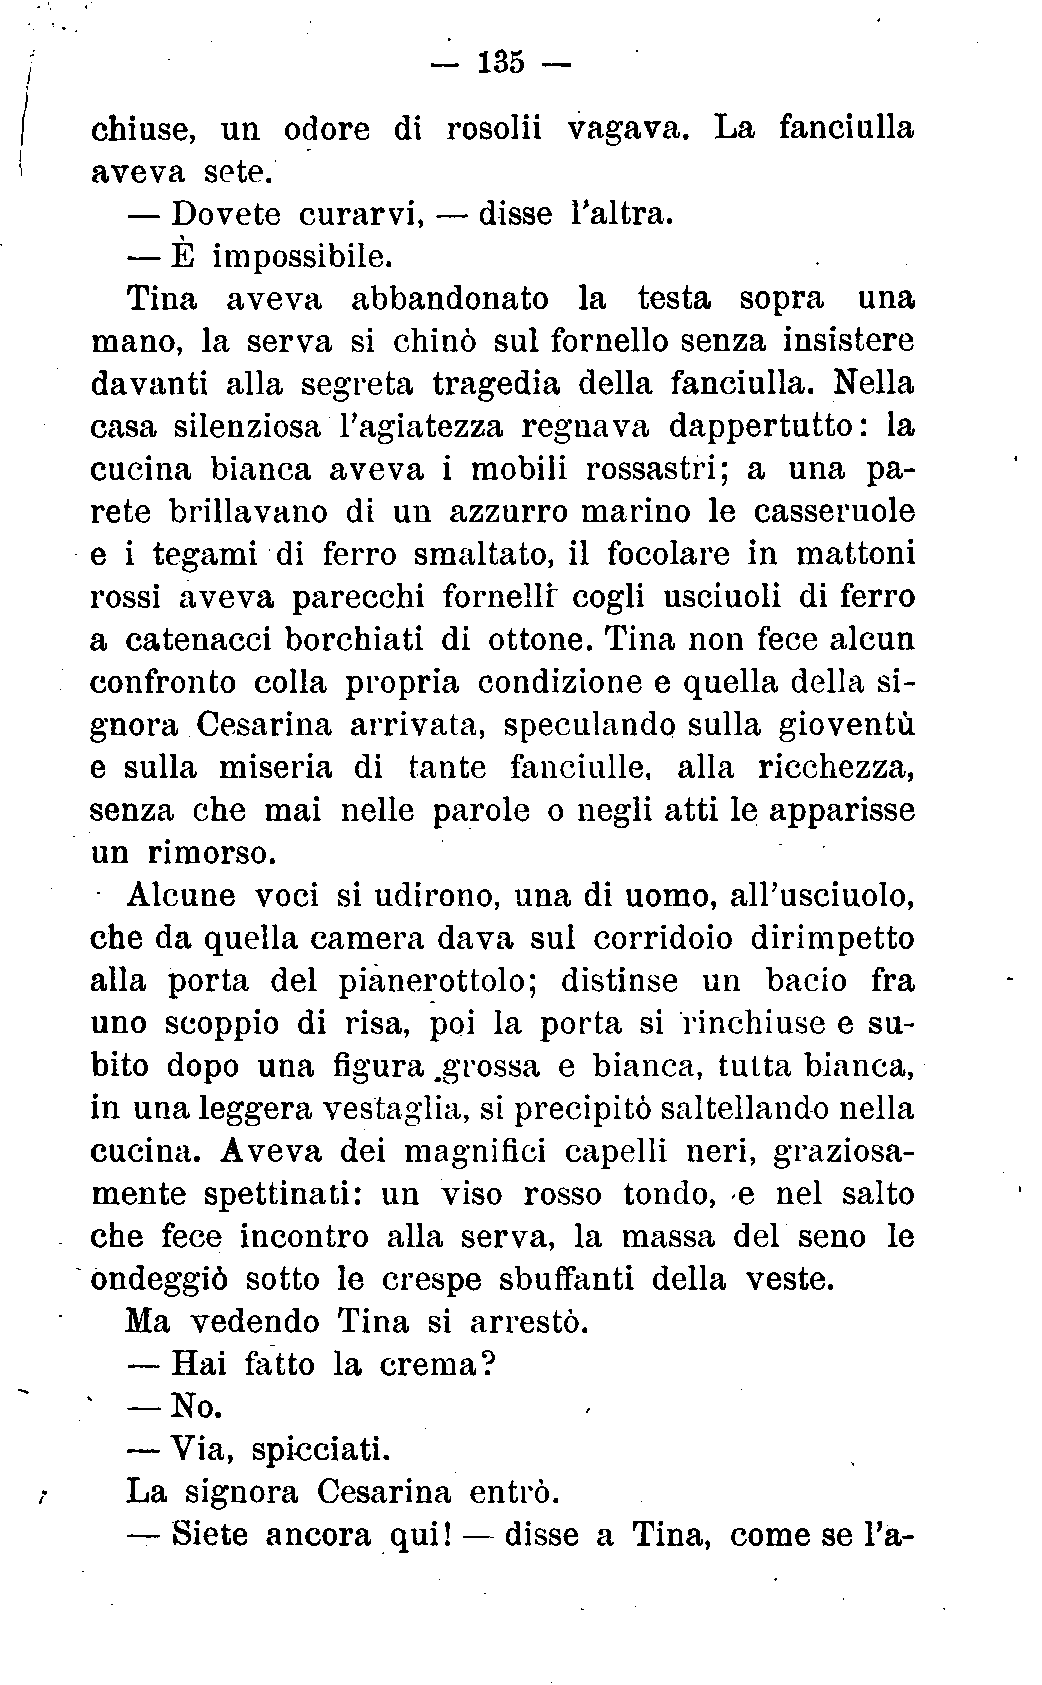 — 135 —
chiuse, un odore di rosolii vagava. La fanciulla
aveva sete.
— Dovete curarvi, — disse l'altra.
— È impossibile.
Tina aveva abbandonato la testa sopra una
mano, la serva si chinò sul fornello senza insistere
davanti alla segreta tragedia della fanciulla. Nella
casa silenziosa l'agiatezza regnava dappertutto: la
cucina bianca aveva i mobili rossastri; a una pa-
rete brillavano di un azzurro marino le casseruole
e i tegami di ferro smaltato, il focolare in mattoni
rossi aveva parecchi fornelli cogli usciuoli di ferro
a catenacci borchiati di ottone. Tina non fece alcun
confronto colla propria condizione e quella della si-
gnora Cesarina arrivata, speculando sulla gioventù
e sulla miseria di tante fanciulle, alla ricchezza,
senza che mai nelle parole o negli atti le apparisse
un rimorso.
Alcune voci si udirono, una di uomo, all'usciuolo,
che da quella camera dava sul corridoio dirimpetto
alla porta del pianerottolo; distinse un bacio fra
uno scoppio di risa, poi la porta si rinchiuse e su-
bito dopo una figura grossa e bianca, tutta bianca,
in una leggera vestaglia, si precipitò saltellando nella
cucina. Aveva dei magnifici capelli neri, graziosa-
mente spettinati: un viso rosso tondo, e nel salto
che fece incontro alla serva, la massa del seno le
ondeggiò sotto le crespe sbuffanti della veste.
Ma vedendo Tina si arrestò.
— Hai fatto la crema?
— No.
— Via, spicciati.
La signora Cesarina entrò.
— Siete ancora qui! — disse a Tina, come se l'a-